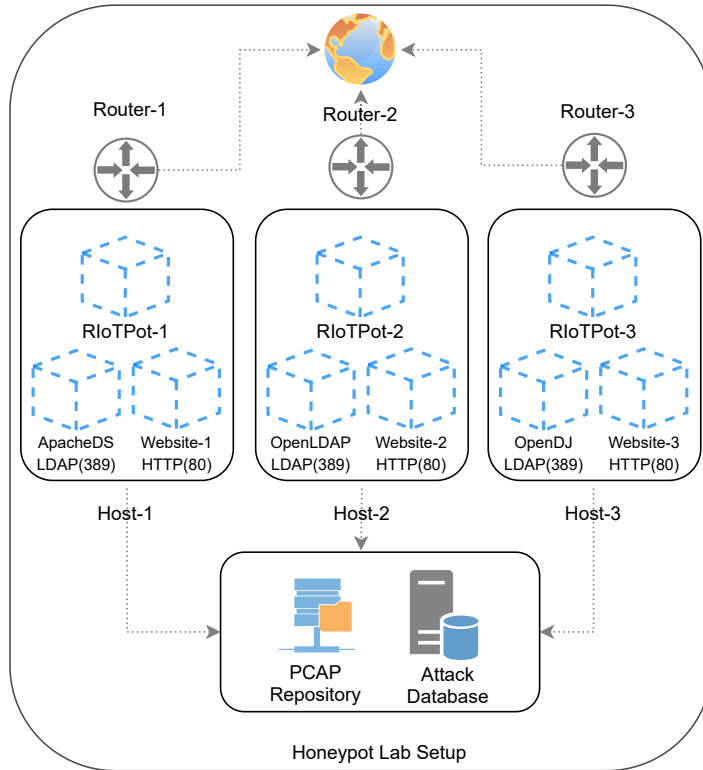 Router-1
Router-2
Router-3
RIoTPot-1
RIoTPot-2
RIoTPot-3
ApacheDS
LDAP(389)
Website-1
HTTP(80)
OpenLDAP
LDAP(389)
Website-2
HTTP(80)
OpenDJ
LDAP(389)
Website-3
HTTP(80)
Host-1
Host-2
Host-3
PCAP
Repository
Attack
Database
Honeypot Lab Setup